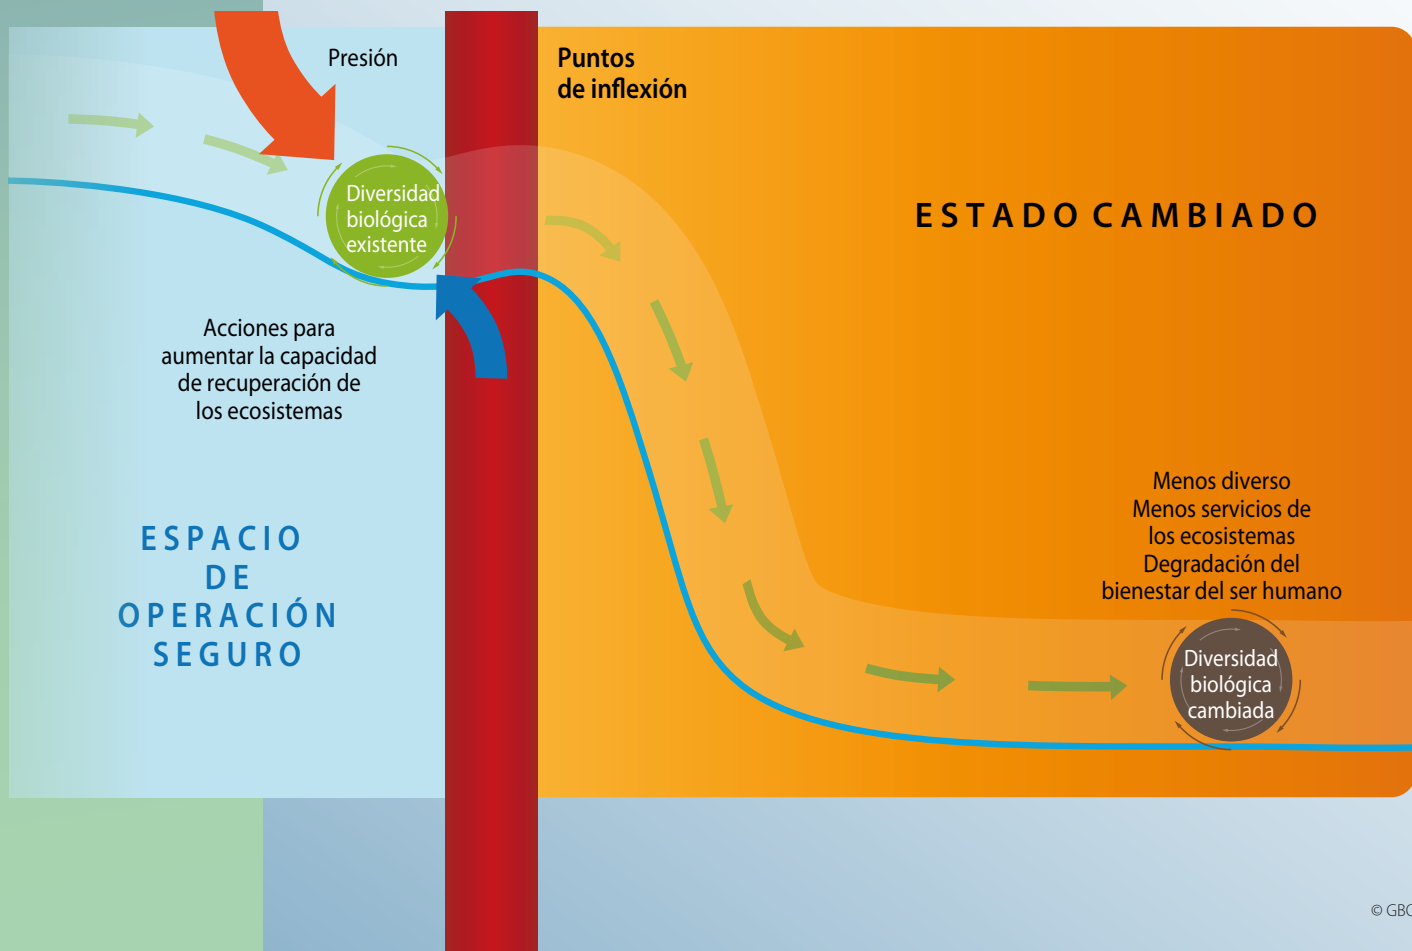 Presión
Puntos
de inflexión
Diversidad
biológica
existente
ESTADO CAMBIADO
Acciones para
aumentar la capacidad
de recuperación de
los ecosistemas
ESPACIO
DE
OPERACIÓN
SEGURO
Menos diverso
Menos servicios de
los ecosistemas
Degradación del
bienestar del ser humano
Diversidad
biológica
cambiada